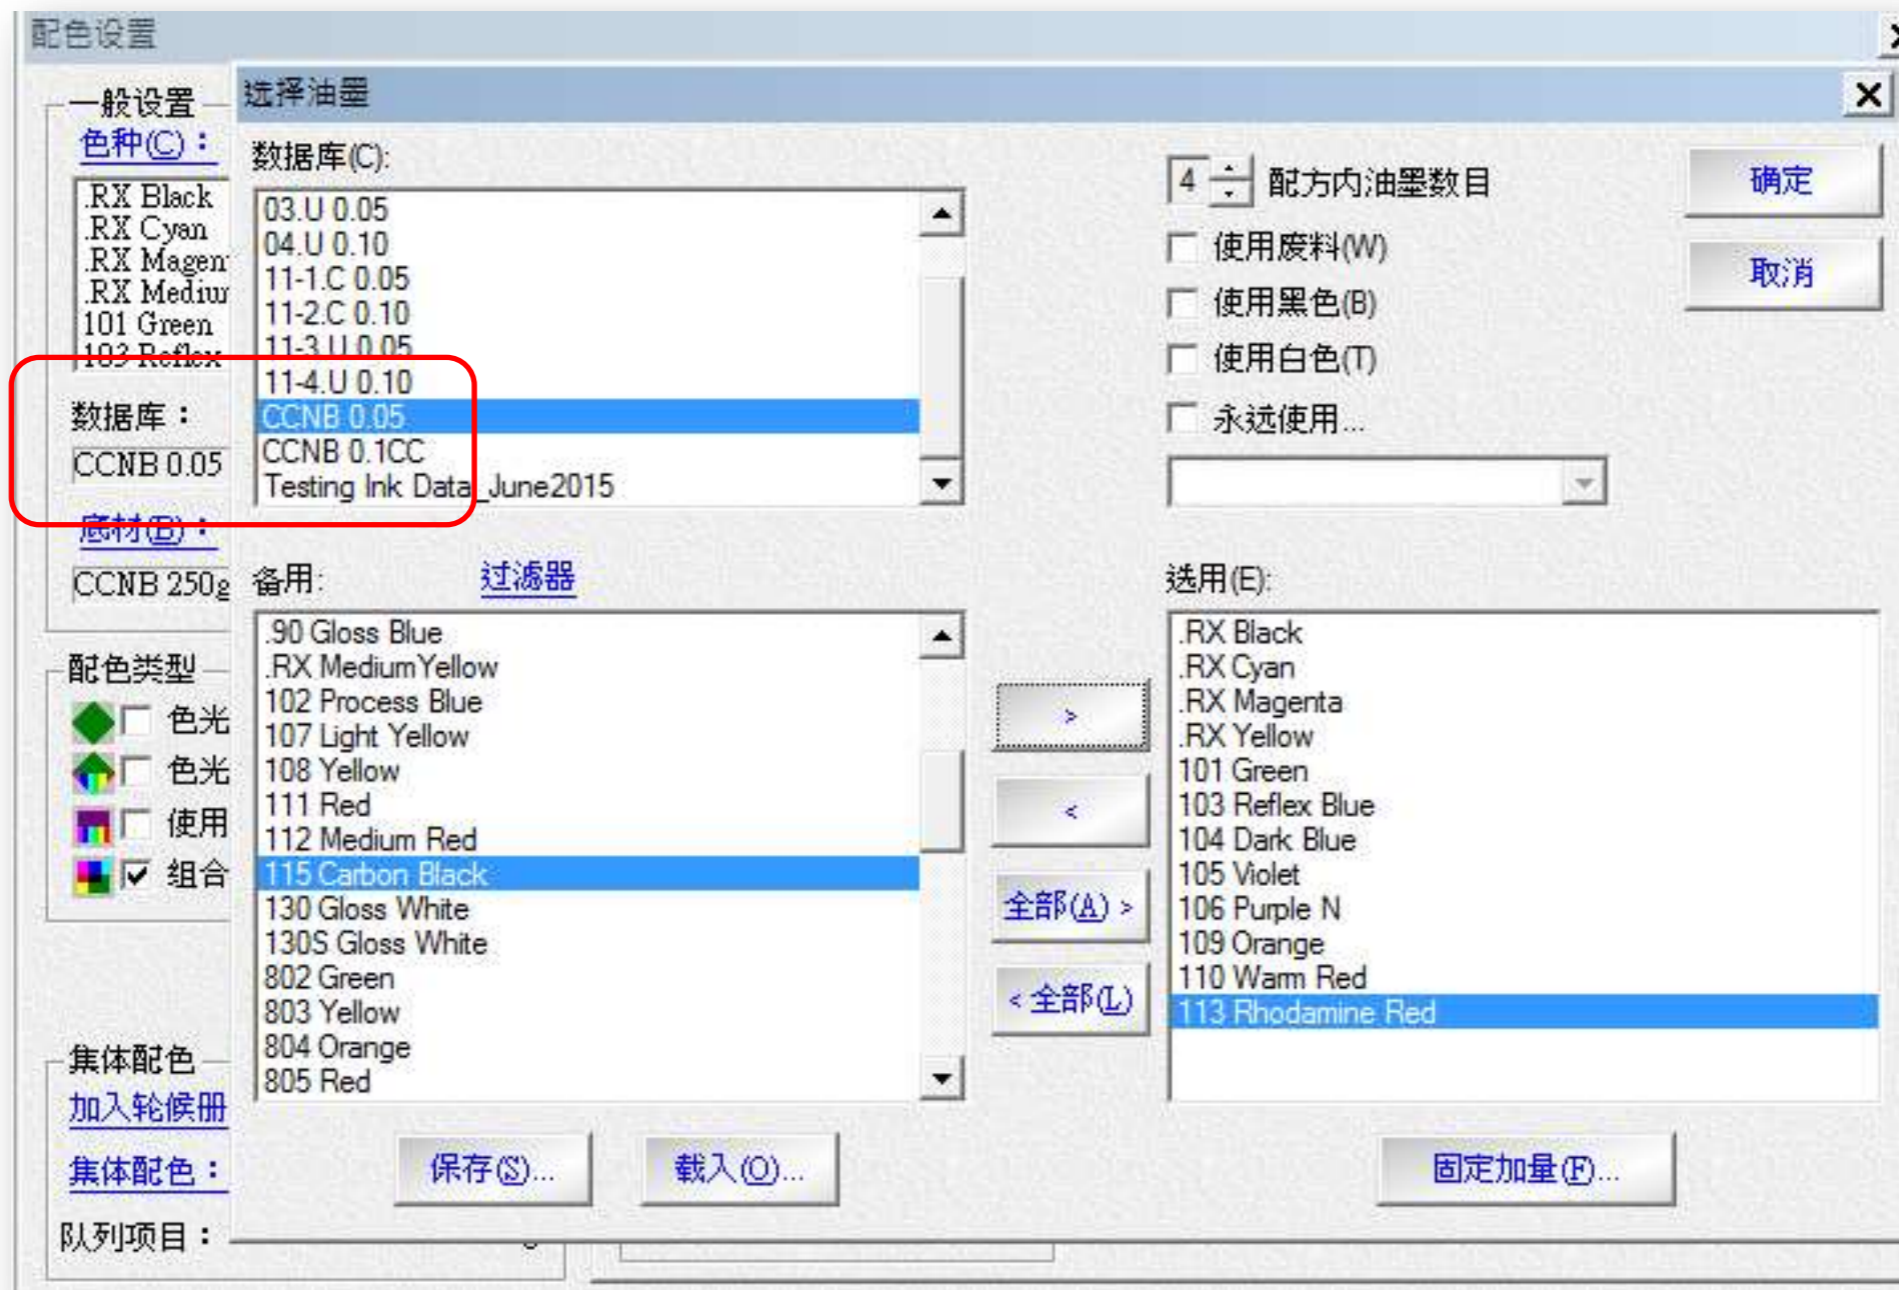 配色设置
一般设置
色种(C)：
.RX Black
.RX Cyan
.RX Magen
.RX Mediur
101 Green
103 Reflex
数据库：
CCNB 0.05
底材(B)：
CCNB 250g
配色类型
色光
色光
使用
组合
集体配色
加入轮候册
集体配色：
队列项目：
选择油墨
数据库(C):
03.U 0.05
04.U 0.10
11-1.C 0.05
11-2.C 0.10
11-3.U 0.05
11-4.U 0.10
CCNB 0.05
CCNB 0.1CC
Testing Ink Data_June2015
4 配方内油墨数目
使用废料(W)
使用黑色(B)
使用白色(T)
永远使用...
确定
取消
备用:
过滤器
.90 Gloss Blue
.RX MediumYellow
102 Process Blue
107 Light Yellow
108 Yellow
111 Red
112 Medium Red
115 Carbon Black
130 Gloss White
130S Gloss White
802 Green
803 Yellow
804 Orange
805 Red
>
<
全部(A) >
< 全部(L)
选用(E):
.RX Black
.RX Cyan
.RX Magenta
.RX Yellow
101 Green
103 Reflex Blue
104 Dark Blue
105 Violet
106 Purple N
109 Orange
110 Warm Red
113 Rhodamine Red
保存(S)...
载入(O)...
固定加量(F)...